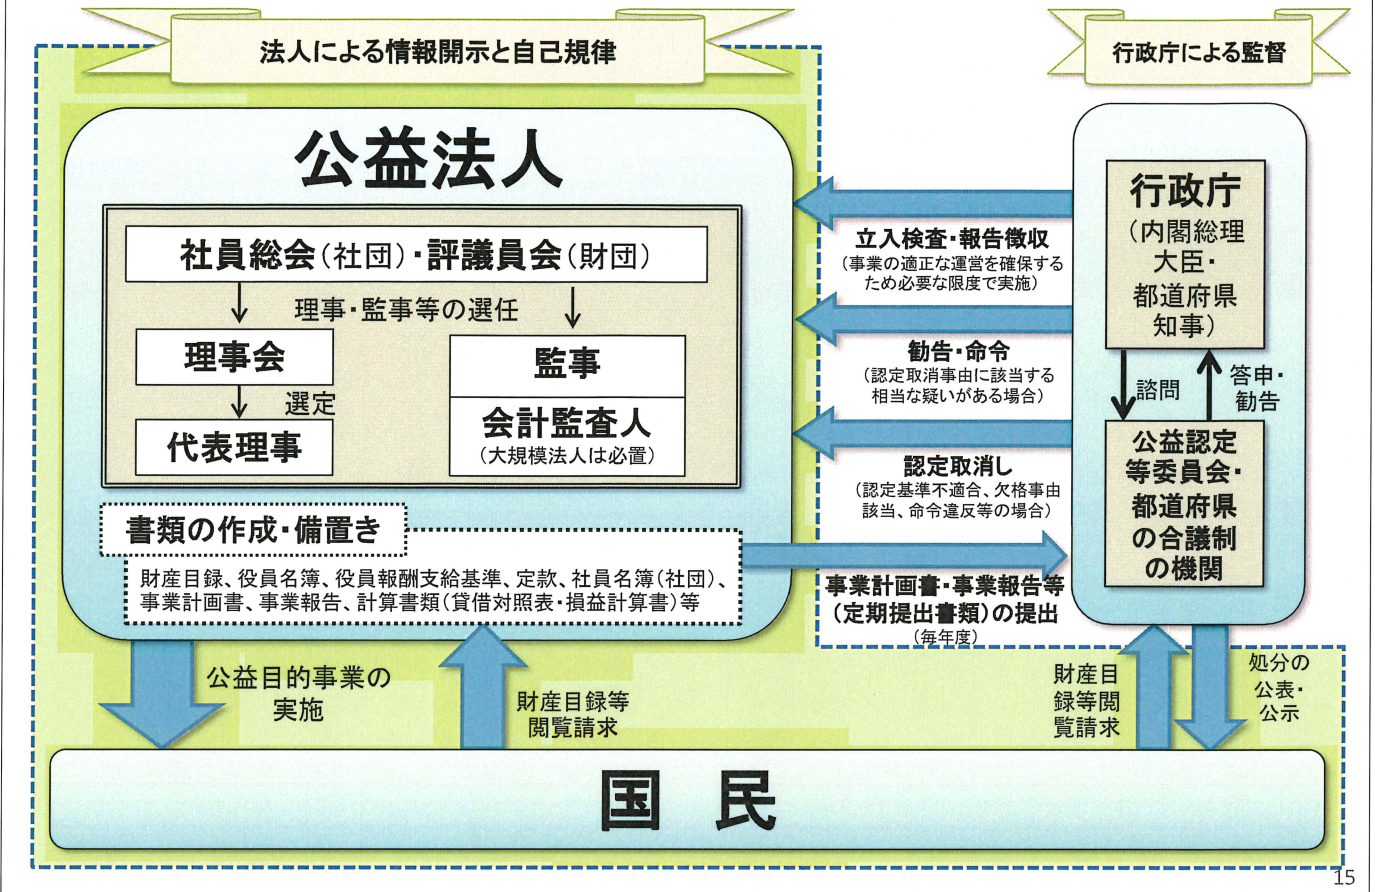 法人による情報開示と自己規律
行政庁による監督
公益法人
社員総会(社団)・評議員会(財団)
理事・監事等の選任
理事会
選定
代表理事
監事
会計監査人
(大規模法人は必置)
書類の作成・備置き
財産目録、役員名簿、役員報酬支給基準、定款、社員名簿(社団)、
事業計画書、事業報告、計算書類(貸借対照表・損益計算書)等
立入検査・報告徴収
(事業の適正な運営を確保する
ため必要な限度で実施)
勧告・命令
(認定取消事由に該当する
相当な疑いがある場合)
認定取消し
(認定基準不適合、欠格事由
該当、命令違反等の場合)
事業計画書・事業報告等
(定期提出書類)の提出
(毎年度)
行政庁
(内閣総理
大臣・
都道府県
知事)
諮問
答申・
勧告
公益認定
等委員会・
都道府県
の合議制
の機関
公益目的事業の
実施
財産目録等
閲覧請求
財産目
録等閲
覧請求
処分の
公表・
公示
国 民
15